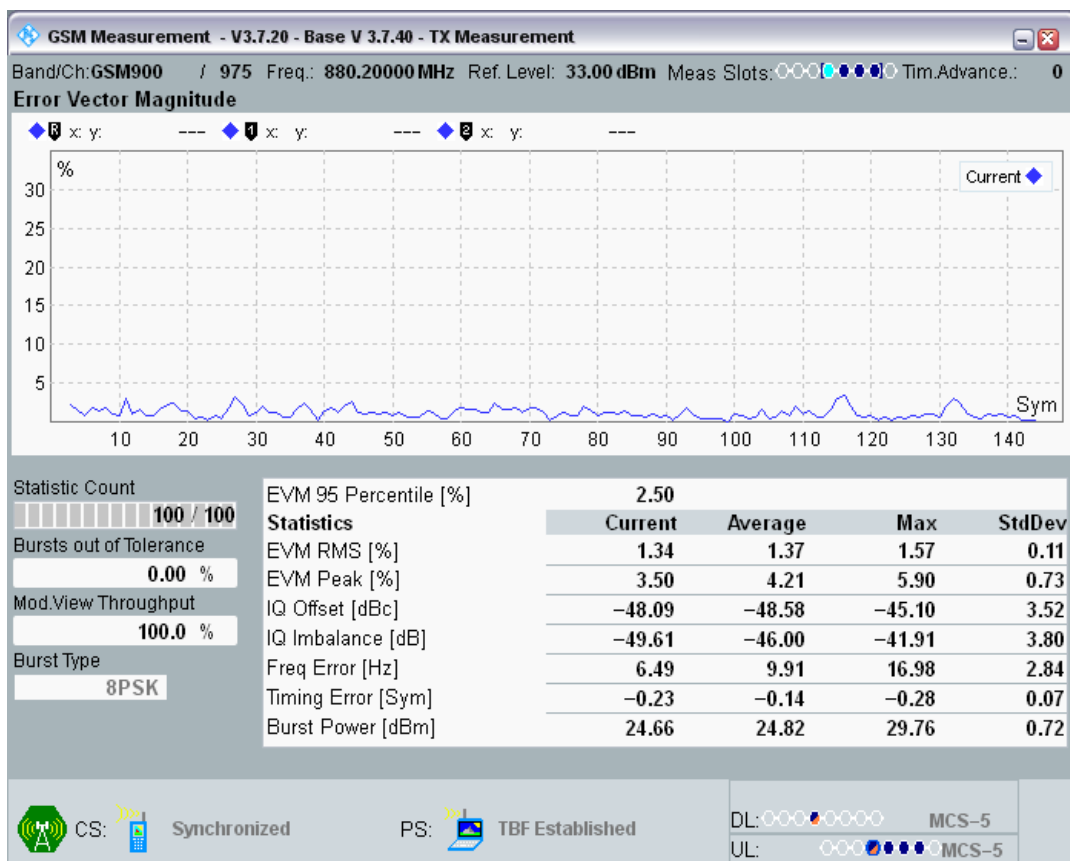 GSM Measurement - V3.7.20 - Base V 3.7.40 - TX Measurement
Band/Ch:GSM900 / 975 Freq.: 880.20000 MHz Ref. Level: 33.00 dBm Meas Slots: Tim.Advance.: 0
Error Vector Magnitude
R x: y: --- 1 x: y: --- 2 x: y: ---
%
Current
30
25
20
15
10
5
Sym
10 20 30 40 50 60 70 80 90 100 110 120 130 140
Statistic Count
100 / 100
Bursts out of Tolerance
0.00 %
Mod.View Throughput
100.0 %
Burst Type
8PSK
EVM 95 Percentile [%] 2.50
Statistics Current Average Max StdDev
EVM RMS [%] 1.34 1.37 1.57 0.11
EVM Peak [%] 3.50 4.21 5.90 0.73
IQ Offset [dBc] −48.09 −48.58 −45.10 3.52
IQ Imbalance [dB] −49.61 −46.00 −41.91 3.80
Freq Error [Hz] 6.49 9.91 16.98 2.84
Timing Error [Sym] −0.23 −0.14 −0.28 0.07
Burst Power [dBm] 24.66 24.82 29.76 0.72
CS: Synchronized PS: TBF Established
DL: MCS−5
UL: MCS−5